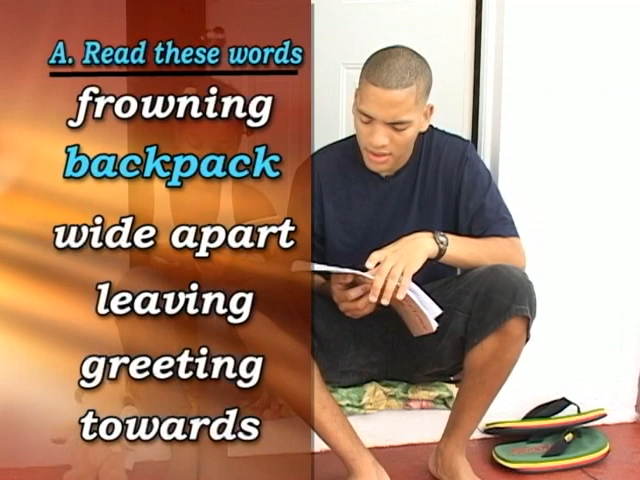 A. Read these words
frowning
backpack
wide apart
leaving
greeting
towards